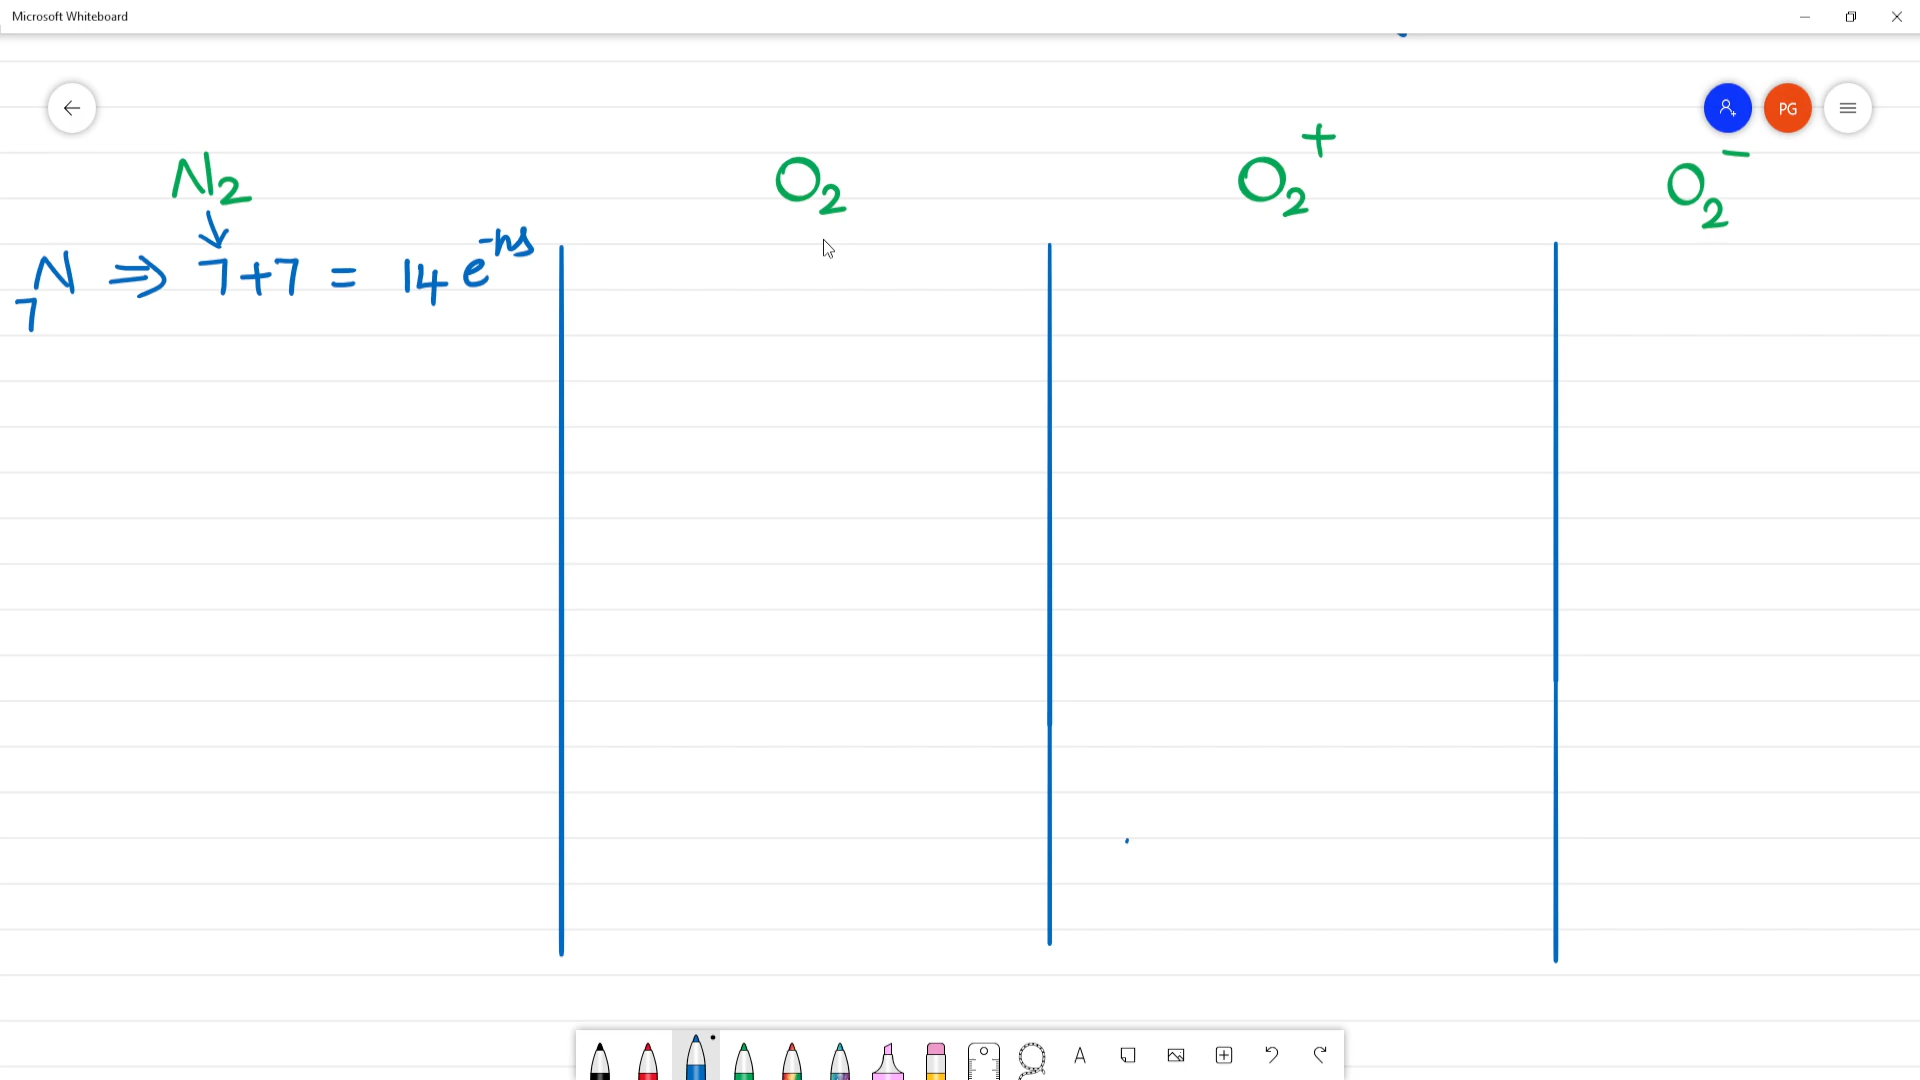 Microsoft Whiteboard
PG
N2
O2
O2+
O2-
7N ⇒ 7+7 = 14 e-ns
A